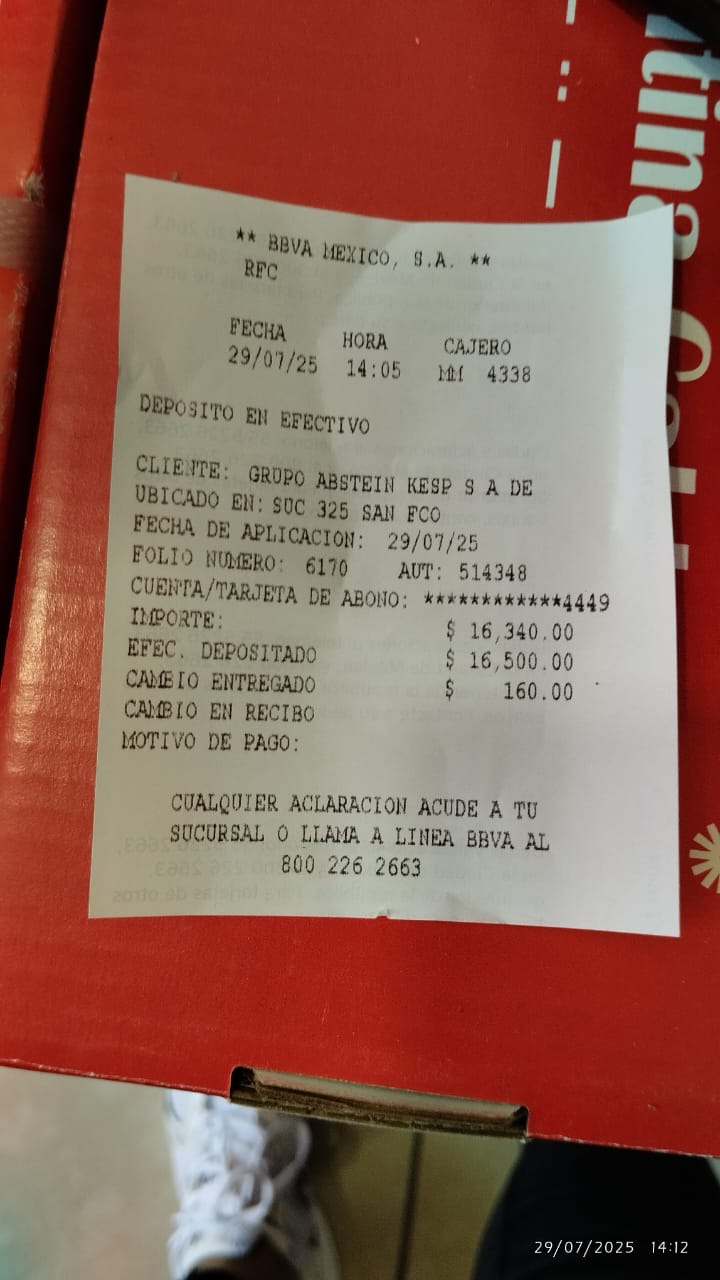 ** BBVA MEXICO, S.A. **
RFC
FECHA HORA CAJERO
29/07/25 14:05 MM 4338
DEPOSITO EN EFECTIVO
CLIENTE: GRUPO ABSTEIN KESP S A DE
UBICADO EN: SUC 325 SAN FCO
FECHA DE APLICACION: 29/07/25
FOLIO NUMERO: 6170 AUT: 514348
CUENTA/TARJETA DE ABONO: ************4449
IMPORTE: $ 16,340.00
EFEC. DEPOSITADO $ 16,500.00
CAMBIO ENTREGADO $ 160.00
CAMBIO EN RECIBO
MOTIVO DE PAGO:
CUALQUIER ACLARACION ACUDE A TU
SUCURSAL O LLAMA A LINEA BBVA AL
800 226 2663
29/07/2025 14:12